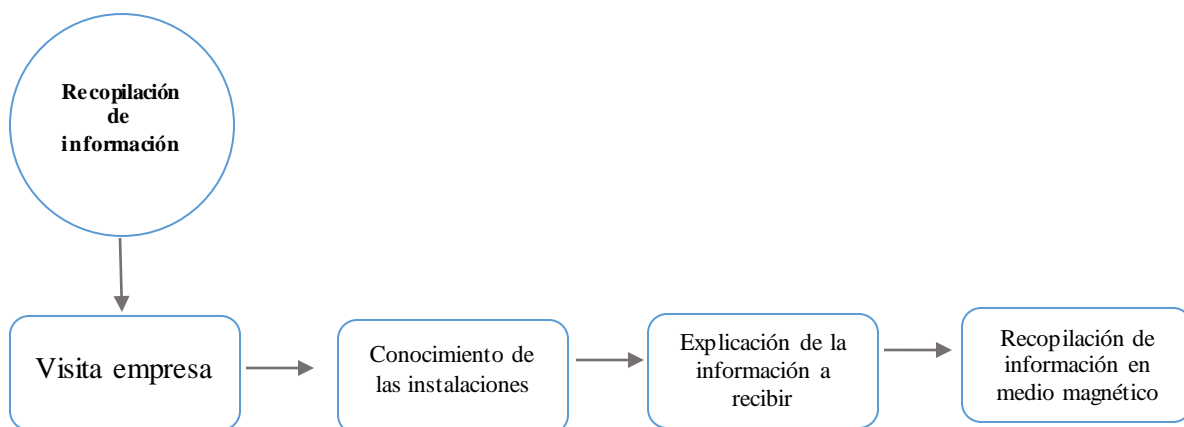 Recopilación
de
información
Visita empresa
Conocimiento de
las instalaciones
Explicación de la
información a
recibir
Recopilación de
información en
medio magnético